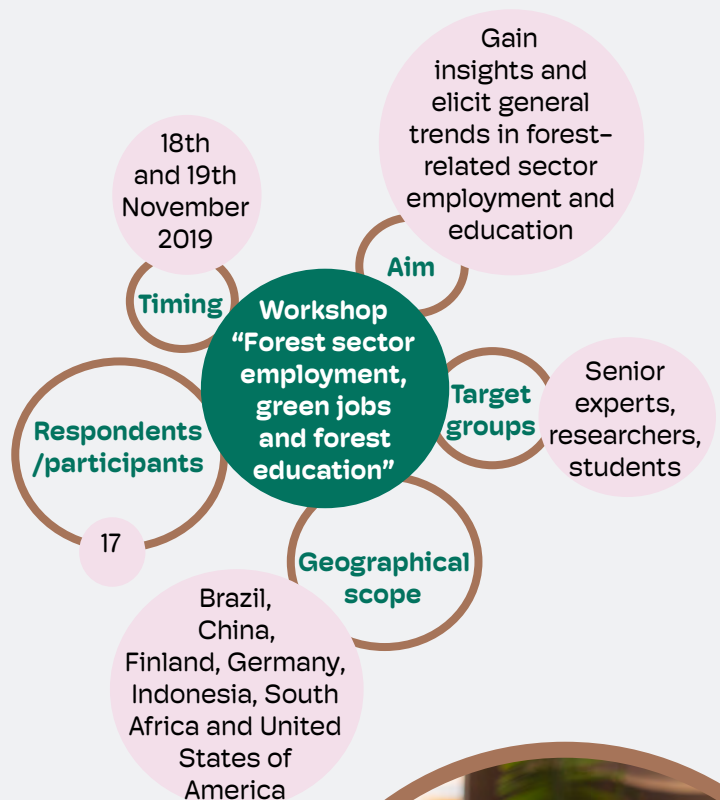 Gain
insights and
elicit general
trends in forest–
related sector
employment and
education
Aim
18th
and 19th
November
2019
Timing
Workshop
“Forest sector
employment,
green jobs
and forest
education”
Target
groups
Senior
experts,
researchers,
students
Respondents
/participants
17
Geographical
scope
Brazil,
China,
Finland, Germany,
Indonesia, South
Africa and United
States of
America